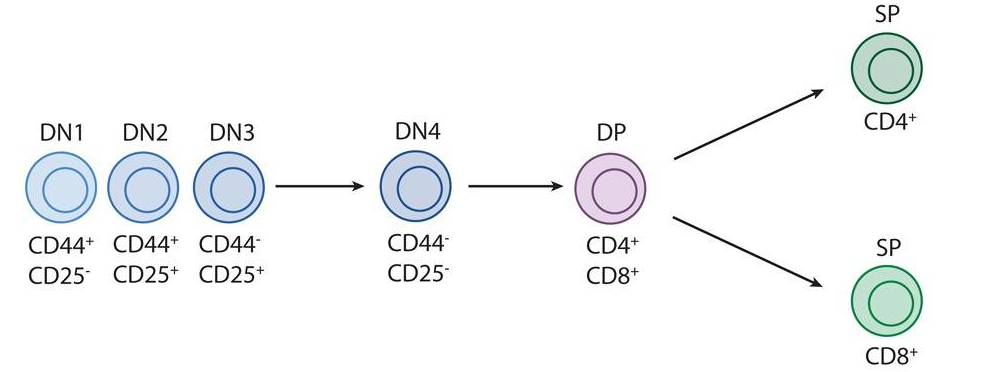 DN1
CD44⁺
CD25⁻
DN2
CD44⁺
CD25⁺
DN3
CD44⁻
CD25⁺
DN4
CD44⁻
CD25⁻
DP
CD4⁺
CD8⁺
SP
CD4⁺
SP
CD8⁺